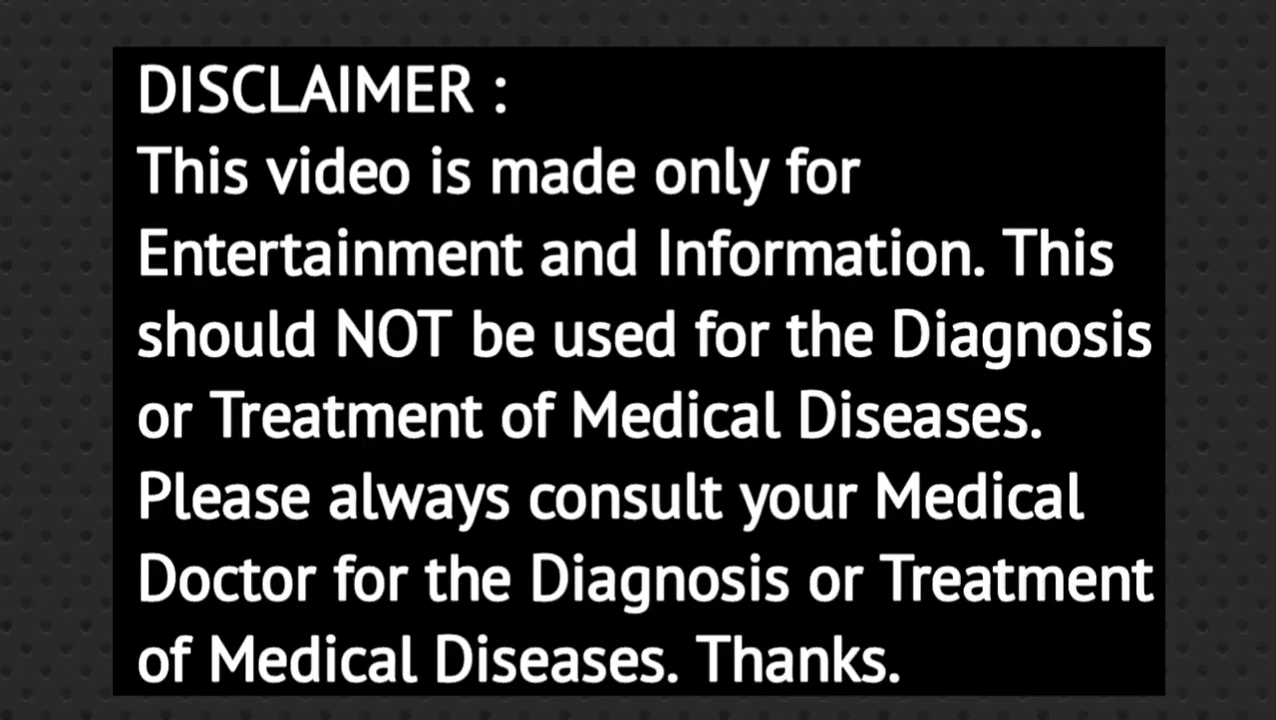 DISCLAIMER :
This video is made only for
Entertainment and Information. This
should NOT be used for the Diagnosis
or Treatment of Medical Diseases.
Please always consult your Medical
Doctor for the Diagnosis or Treatment
of Medical Diseases. Thanks.